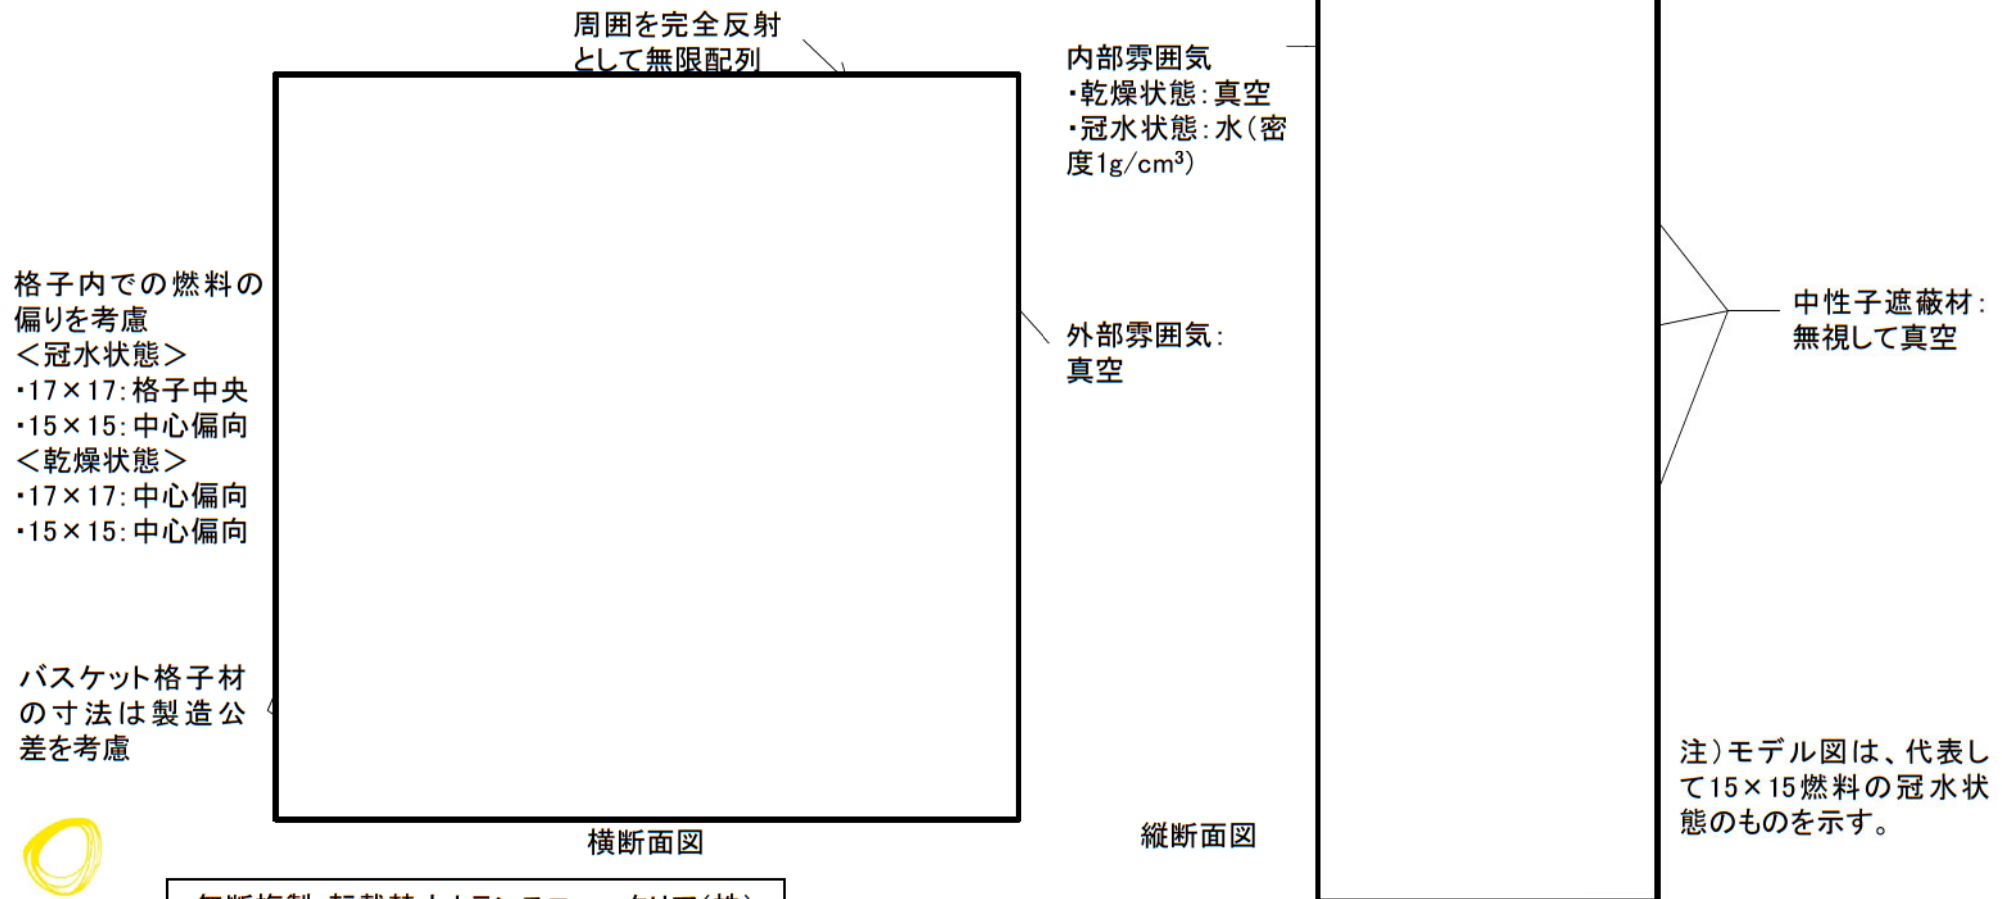 周囲を完全反射
として無限配列
内部雰囲気
・乾燥状態：真空
・冠水状態：水（密
度1g/cm³）
格子内での燃料の
偏りを考慮
＜冠水状態＞
・17×17：格子中央
・15×15：中心偏向
＜乾燥状態＞
・17×17：中心偏向
・15×15：中心偏向
外部雰囲気：
真空
中性子遮蔽材：
無視して真空
バスケット格子材
の寸法は製造公
差を考慮
注）モデル図は、代表し
て15×15燃料の冠水状
態のものを示す。
横断面図
縦断面図